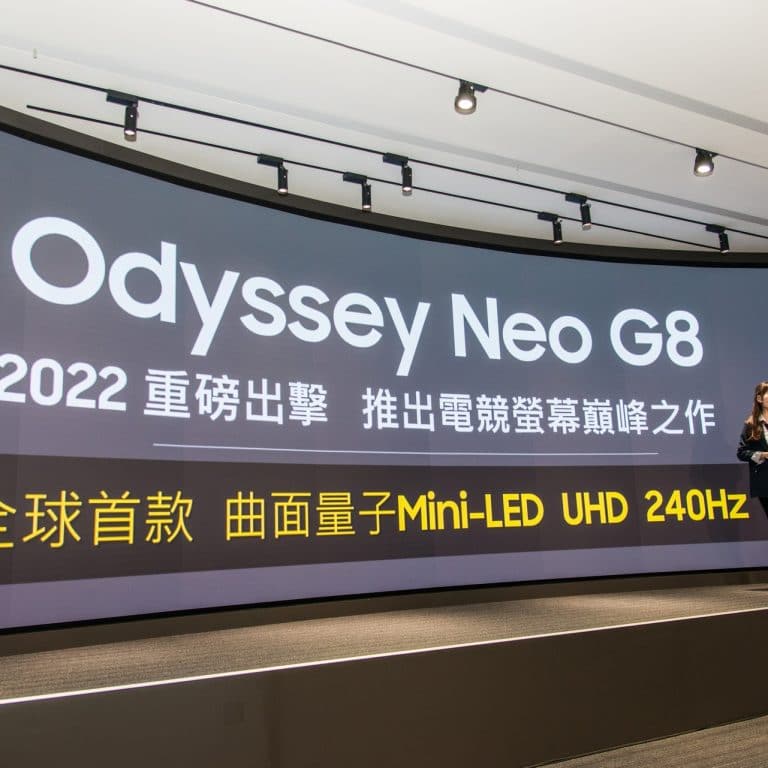 Odyssey Neo G8
2022 重磅出擊 推出電競螢幕巔峰之作
全球首款 曲面量子Mini-LED UHD 240Hz